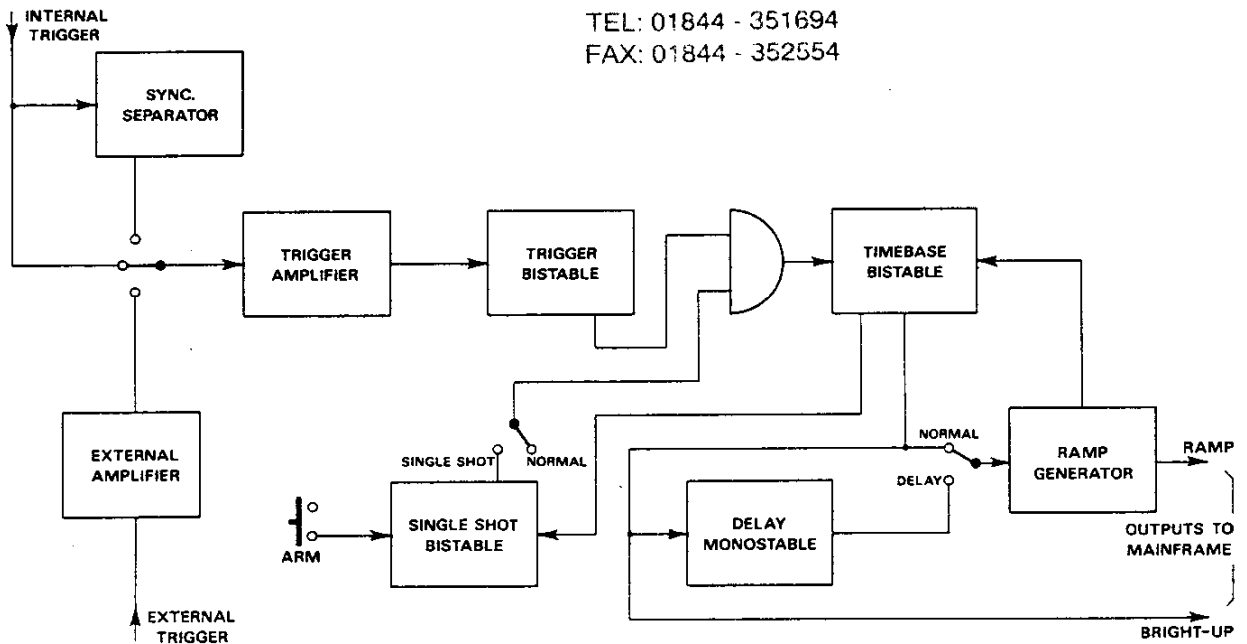 INTERNAL
TRIGGER
TEL: 01844 - 351694
FAX: 01844 - 352554
SYNC.
SEPARATOR
TRIGGER
AMPLIFIER
TRIGGER
BISTABLE
TIMEBASE
BISTABLE
EXTERNAL
AMPLIFIER
SINGLE SHOT
NORMAL
NORMAL
DELAY
RAMP
GENERATOR
RAMP
ARM
SINGLE SHOT
BISTABLE
DELAY
MONOSTABLE
OUTPUTS TO
MAINFRAME
EXTERNAL
TRIGGER
BRIGHT-UP